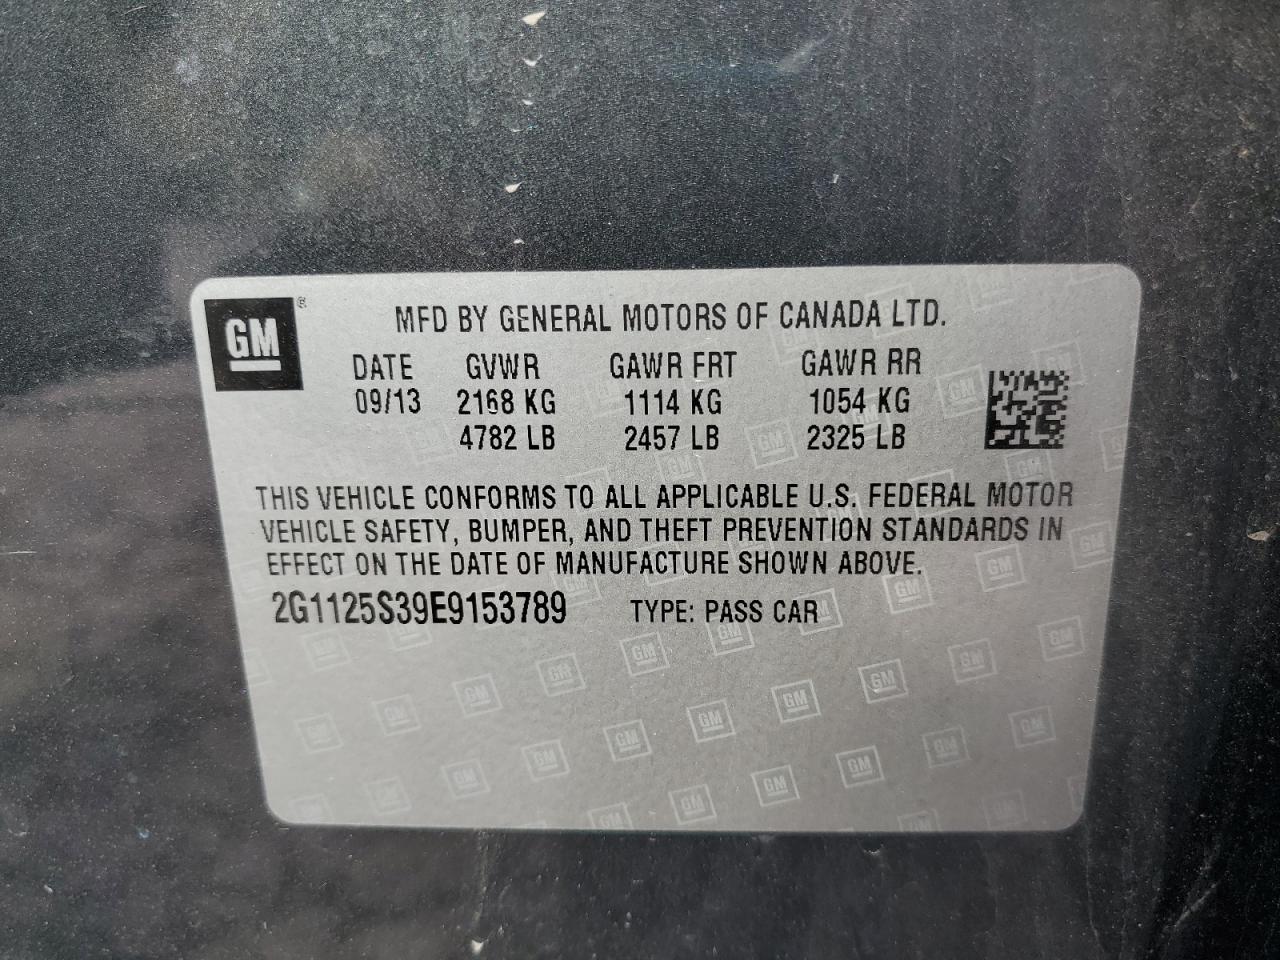 GM ®
MFD BY GENERAL MOTORS OF CANADA LTD.
DATE GVWR GAWR FRT GAWR RR
09/13 2168 KG 1114 KG 1054 KG
4782 LB 2457 LB 2325 LB
THIS VEHICLE CONFORMS TO ALL APPLICABLE U.S. FEDERAL MOTOR
VEHICLE SAFETY, BUMPER, AND THEFT PREVENTION STANDARDS IN
EFFECT ON THE DATE OF MANUFACTURE SHOWN ABOVE.
2G1125S39E9153789 TYPE: PASS CAR